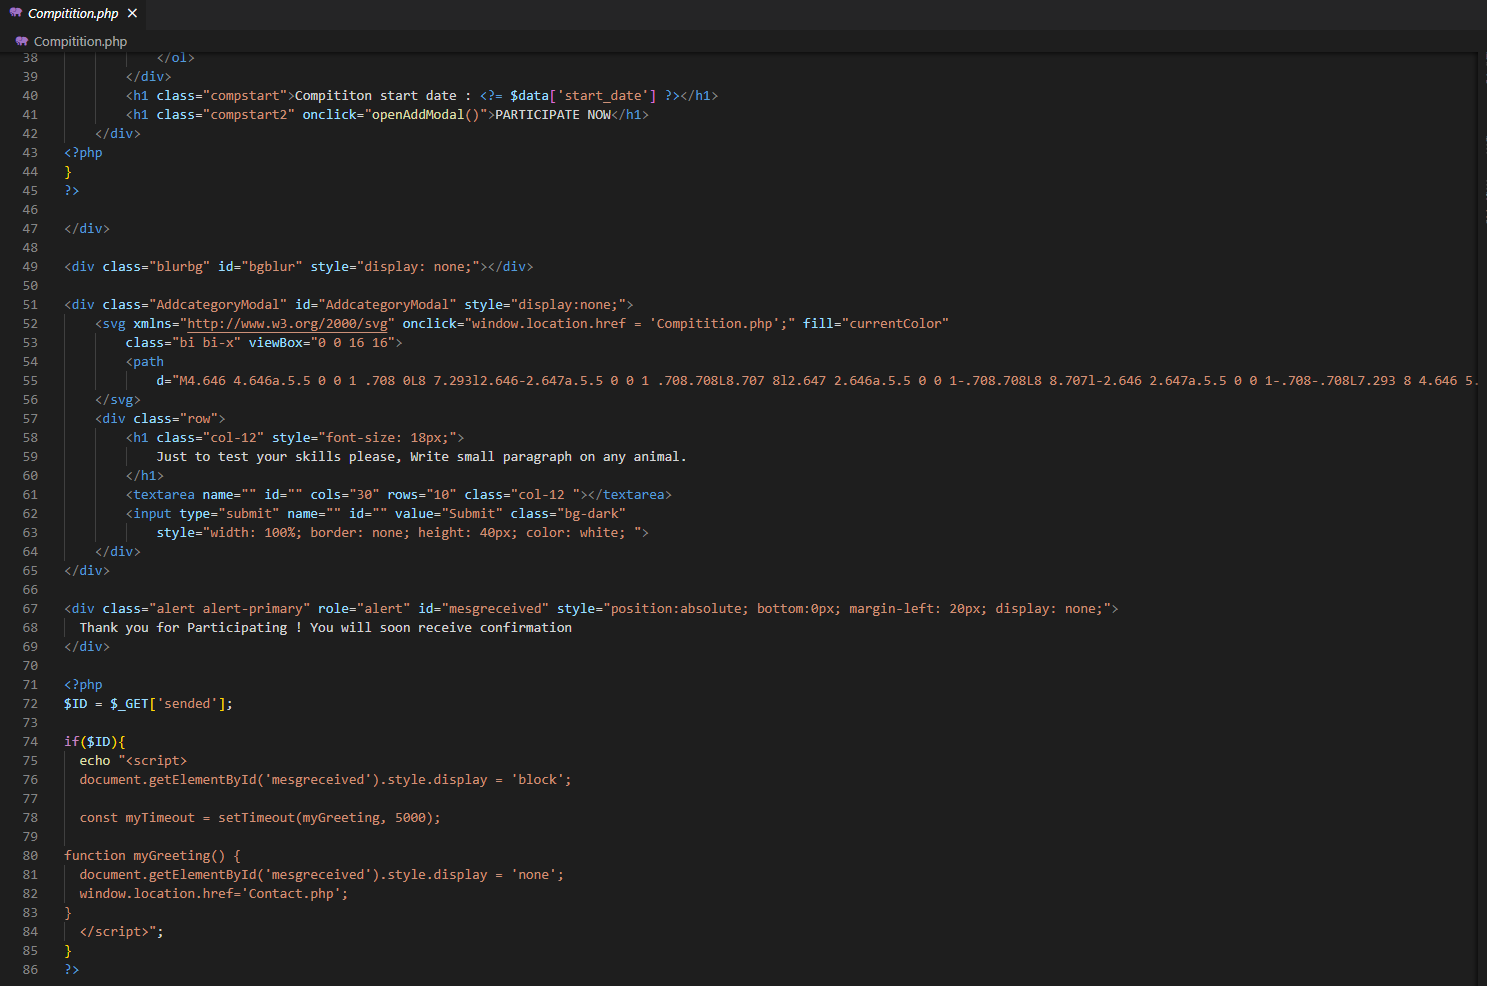 Compitition.php
Compitition.php
38 </ol>
39 </div>
40 <h1 class="compstart">Compititon start date : <?= $data['start_date'] ?></h1>
41 <h1 class="compstart2" onclick="openAddModal()">PARTICIPATE NOW</h1>
42 </div>
43 <?php
44 }
45 ?>
46
47 </div>
48
49 <div class="blurbg" id="bgblur" style="display: none;"></div>
50
51 <div class="AddcategoryModal" id="AddcategoryModal" style="display:none;">
52 <svg xmlns="http://www.w3.org/2000/svg" onclick="window.location.href = 'Compitition.php';" fill="currentColor"
53 class="bi bi-x" viewBox="0 0 16 16">
54 <path
55 d="M4.646 4.646a.5.5 0 0 1 .708 0L8 7.293l2.646-2.647a.5.5 0 0 1 .708.708L8.707 8l2.647 2.646a.5.5 0 0 1-.708.708L8 8.707l-2.646 2.647a.5.5 0 0 1-.708-.708L7.293 8 4.646 5.
56 </svg>
57 <div class="row">
58 <h1 class="col-12" style="font-size: 18px;">
59 Just to test your skills please, Write small paragraph on any animal.
60 </h1>
61 <textarea name="" id="" cols="30" rows="10" class="col-12 "></textarea>
62 <input type="submit" name="" id="" value="Submit" class="bg-dark"
63 style="width: 100%; border: none; height: 40px; color: white; ">
64 </div>
65 </div>
66
67 <div class="alert alert-primary" role="alert" id="mesgreceived" style="position:absolute; bottom:0px; margin-left: 20px; display: none;">
68 Thank you for Participating ! You will soon receive confirmation
69 </div>
70
71 <?php
72 $ID = $_GET['sended'];
73
74 if($ID){
75 echo "<script>
76 document.getElementById('mesgreceived').style.display = 'block';
77
78 const myTimeout = setTimeout(myGreeting, 5000);
79
80 function myGreeting() {
81 document.getElementById('mesgreceived').style.display = 'none';
82 window.location.href='Contact.php';
83 }
84 </script>";
85 }
86 ?>